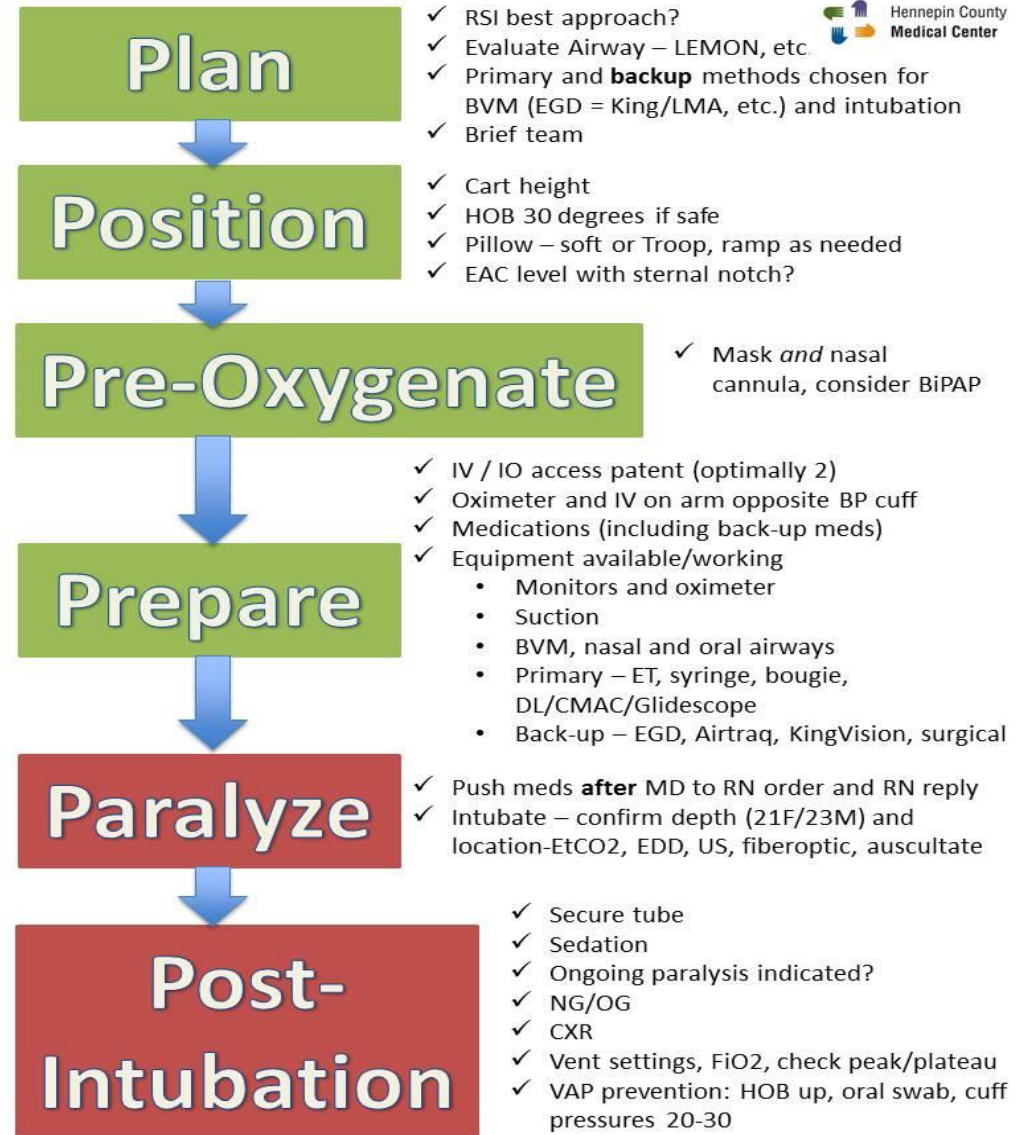 Hennepin County
Medical Center
Plan
✓ RSI best approach?
✓ Evaluate Airway – LEMON, etc.
✓ Primary and backup methods chosen for
BVM (EGD = King/LMA, etc.) and intubation
✓ Brief team
Position
✓ Cart height
✓ HOB 30 degrees if safe
✓ Pillow – soft or Troop, ramp as needed
✓ EAC level with sternal notch?
Pre-Oxygenate
✓ Mask and nasal
cannula, consider BiPAP
Prepare
✓ IV / IO access patent (optimally 2)
✓ Oximeter and IV on arm opposite BP cuff
✓ Medications (including back-up meds)
✓ Equipment available/working
• Monitors and oximeter
• Suction
• BVM, nasal and oral airways
• Primary – ET, syringe, bougie,
DL/CMAC/Glidescope
• Back-up – EGD, Airtraq, KingVision, surgical
Paralyze
✓ Push meds after MD to RN order and RN reply
✓ Intubate – confirm depth (21F/23M) and
location-EtCO2, EDD, US, fiberoptic, auscultate
Post-
Intubation
✓ Secure tube
✓ Sedation
✓ Ongoing paralysis indicated?
✓ NG/OG
✓ CXR
✓ Vent settings, FiO2, check peak/plateau
✓ VAP prevention: HOB up, oral swab, cuff
pressures 20-30